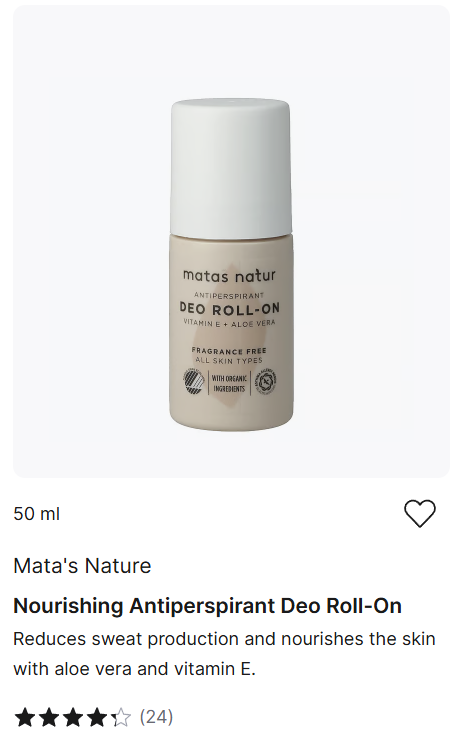 matas natur
ANTIPERSPIRANT
DEO ROLL-ON
VITAMIN E + ALOE VERA
FRAGRANCE FREE
ALL SKIN TYPES
WITH ORGANIC
INGREDIENTS
50 ml
Mata's Nature
Nourishing Antiperspirant Deo Roll-On
Reduces sweat production and nourishes the skin
with aloe vera and vitamin E.
(24)